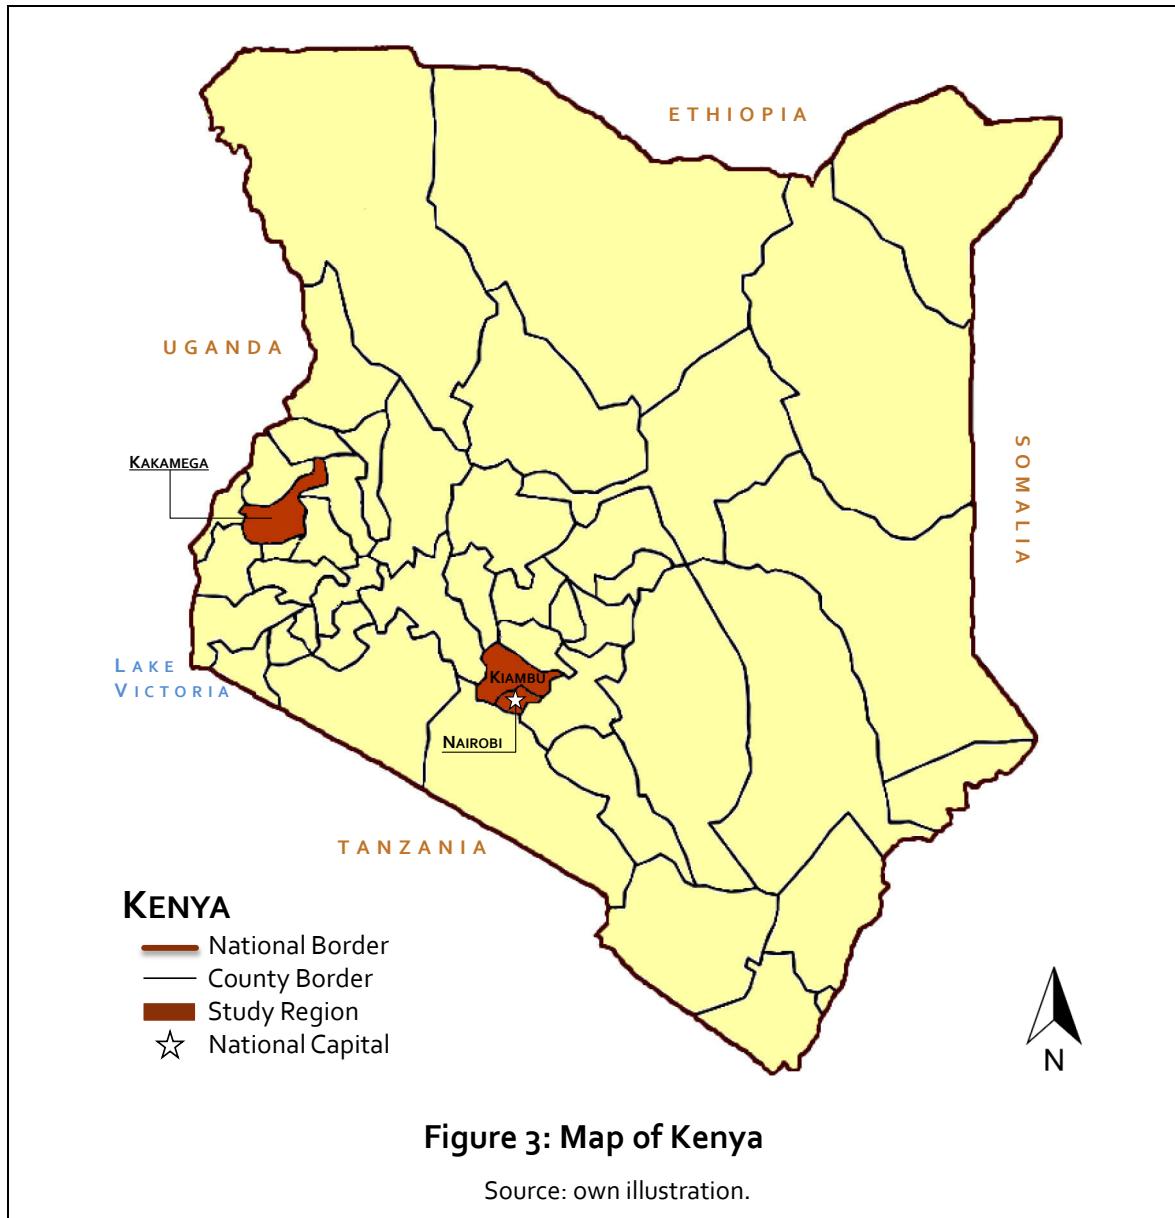 ETHIOPIA
UGANDA
KAKAMEGA
SOMALIA
LAKE
VICTORIA
KIAMBU
NAIROBI
TANZANIA
KENYA
National Border
County Border
Study Region
National Capital
N
Figure 3: Map of Kenya
Source: own illustration.